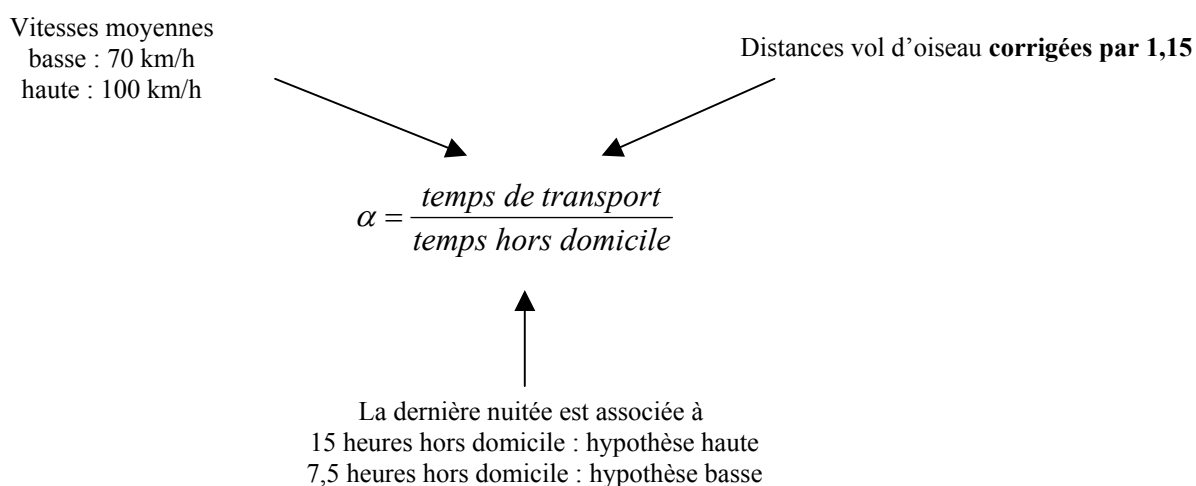 Vitesses moyennes
basse : 70 km/h
haute : 100 km/h
Distances vol d’oiseau corrigées par 1,15
α = temps de transport / temps hors domicile
La dernière nuitée est associée à
15 heures hors domicile : hypothèse haute
7,5 heures hors domicile : hypothèse basse